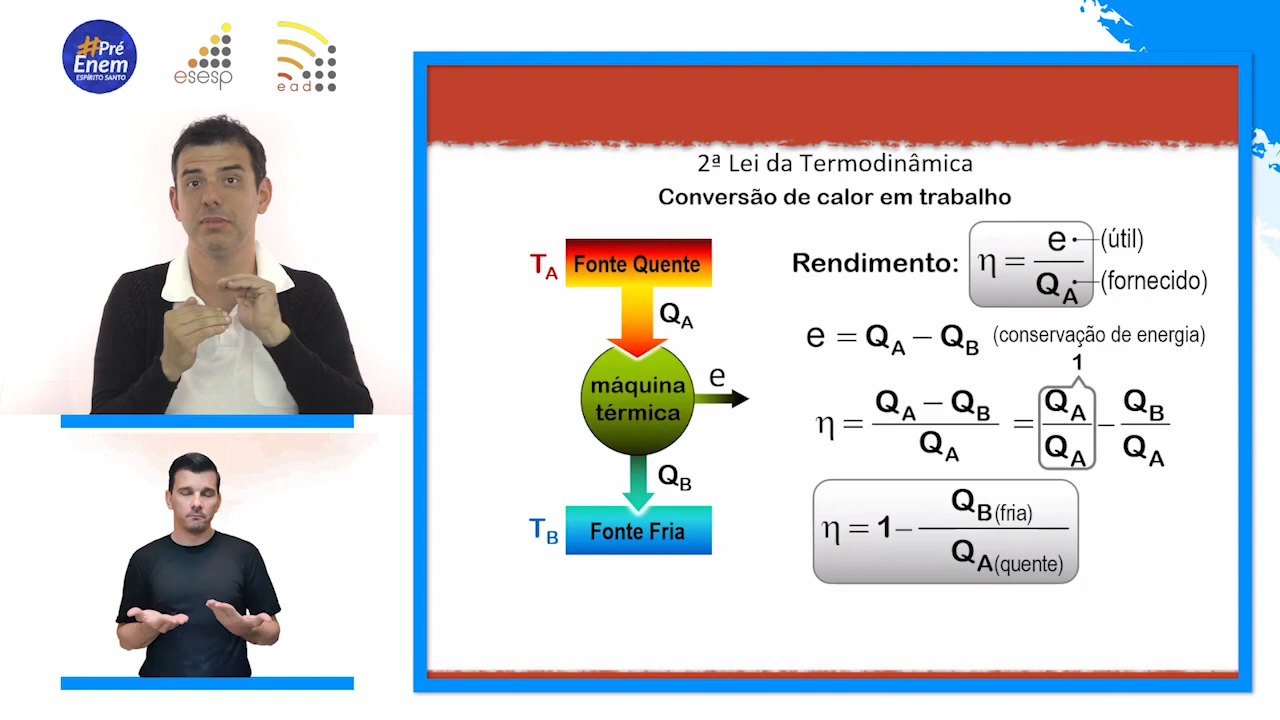 #Pré
Enem
ESPÍRITO SANTO
esesp
ead
2ª Lei da Termodinâmica
Conversão de calor em trabalho
T_A Fonte Quente
Q_A
máquina
térmica
e
Q_B
T_B Fonte Fria
Rendimento: η = e / Q_A
(útil)
(fornecido)
e = Q_A − Q_B (conservação de energia)
1
η = (Q_A − Q_B) / Q_A = Q_A / Q_A − Q_B / Q_A
η = 1 − Q_B(fria) / Q_A(quente)